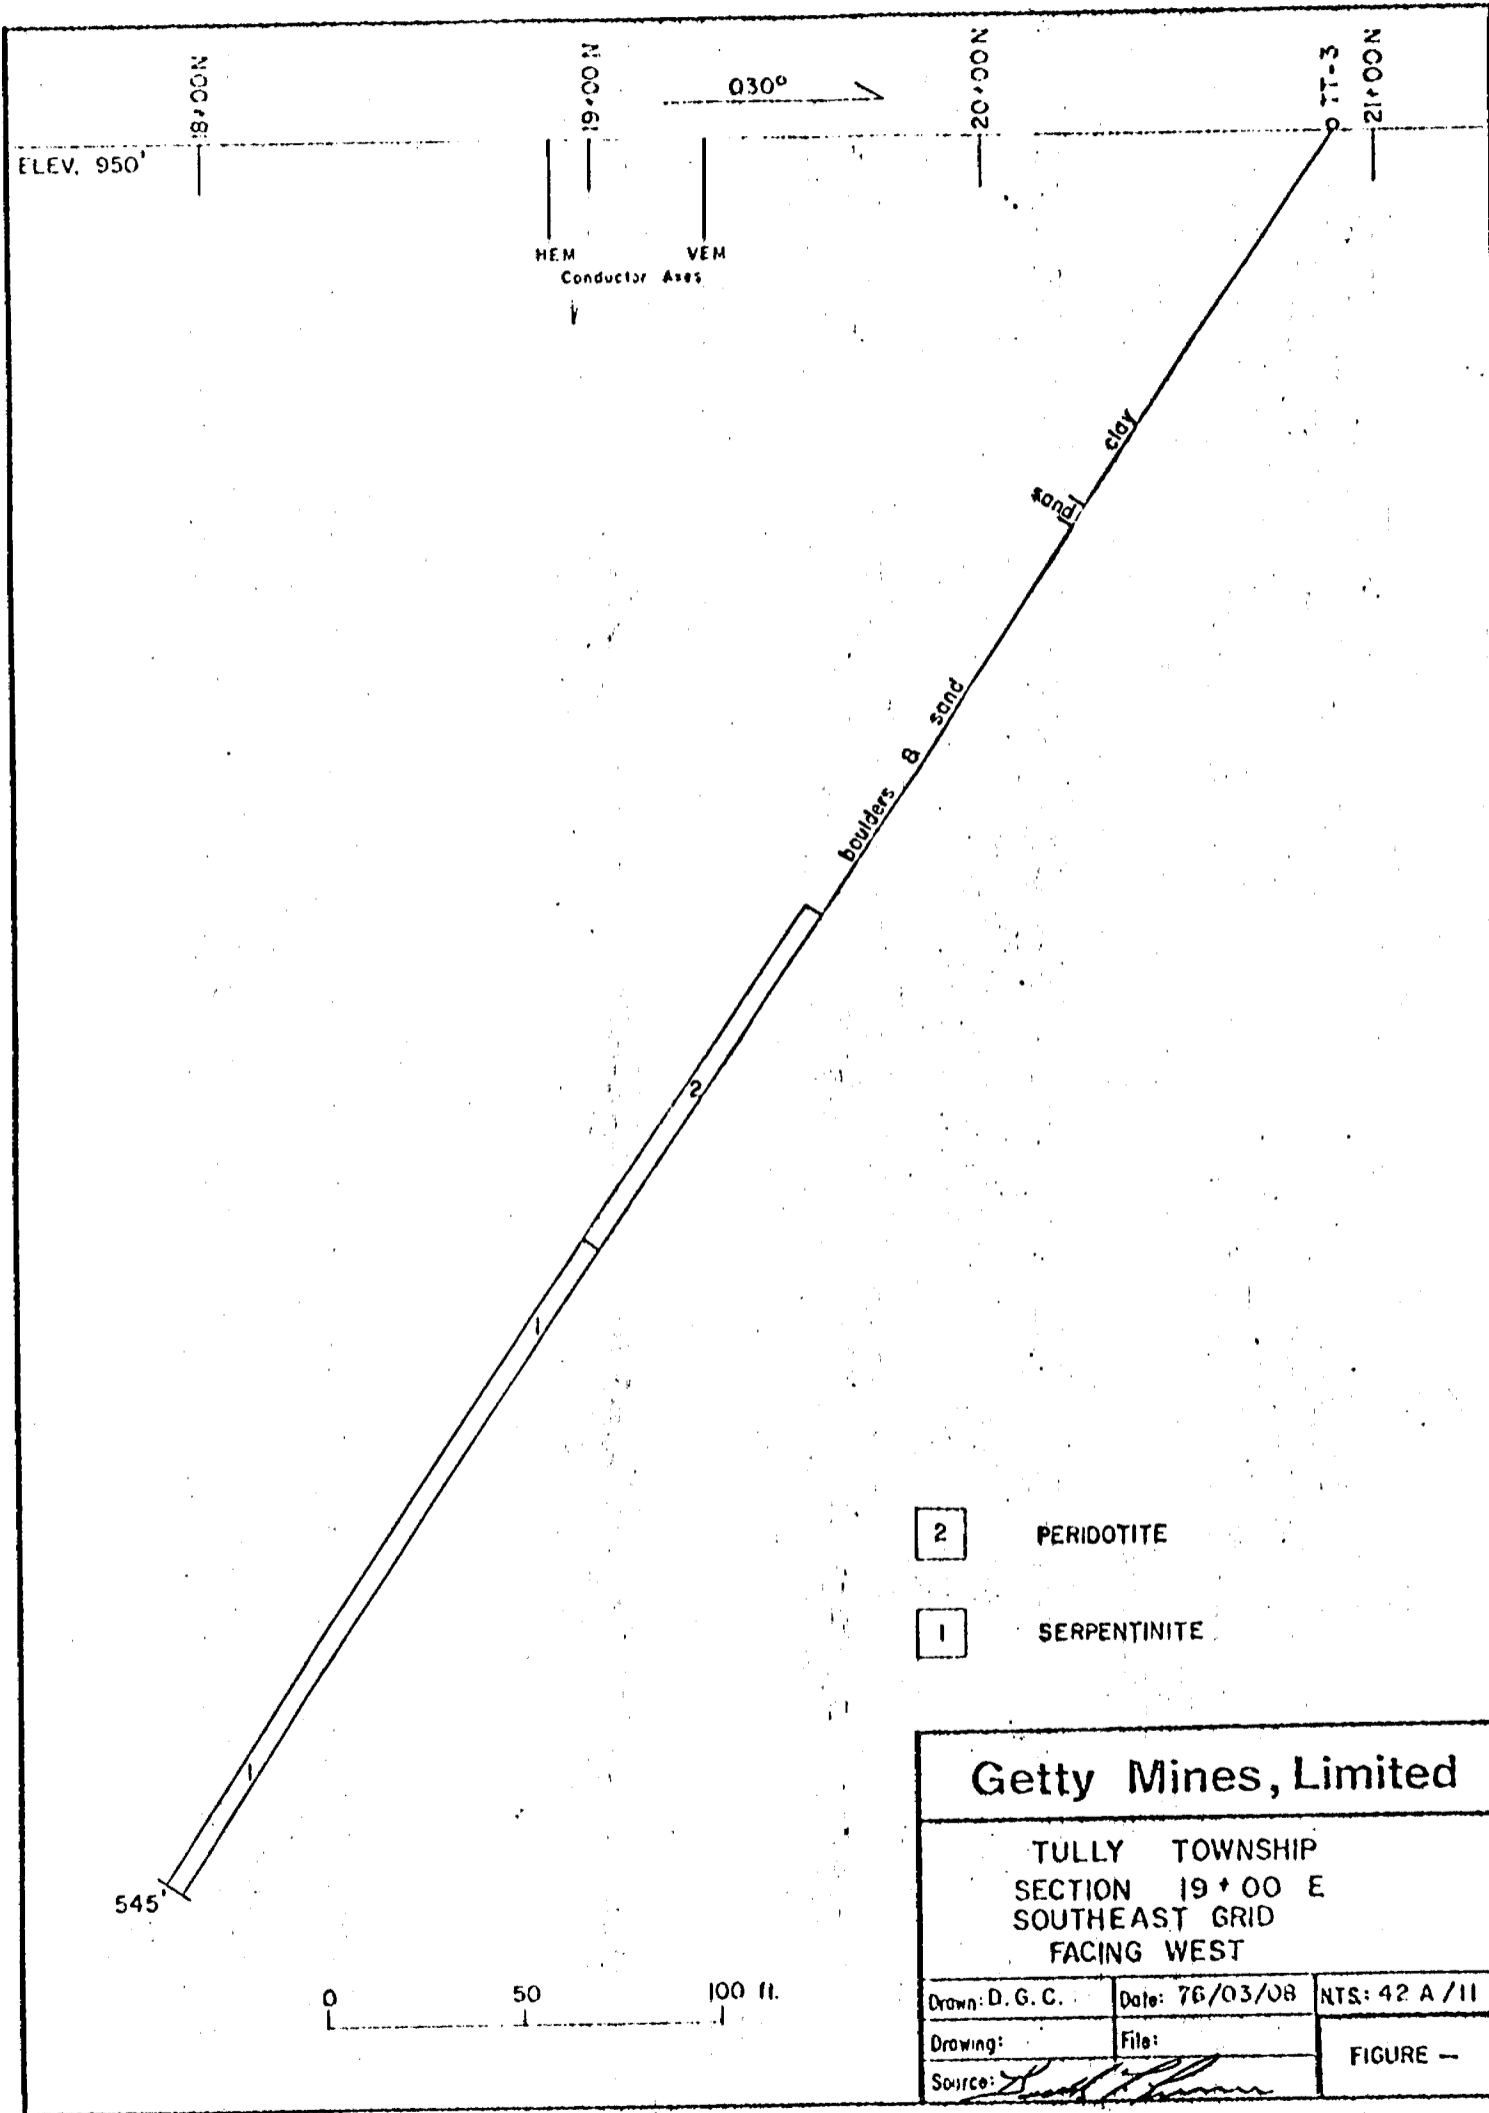 18+00N
19+00N
030°
20+00N
TT-3
21+00N
ELEV. 950'
HEM
VEM
Conductor Axes
clay
sand
boulders & sand
2
1
1
545'
2 PERIDOTITE
1 SERPENTINITE
Getty Mines, Limited
TULLY TOWNSHIP
SECTION 19+00 E
SOUTHEAST GRID
FACING WEST
Drawn: D. G. C.
Date: 76/03/08
N.T.S.: 42 A/11
Drawing:
File:
FIGURE —
Source:
0
50
100 ft.